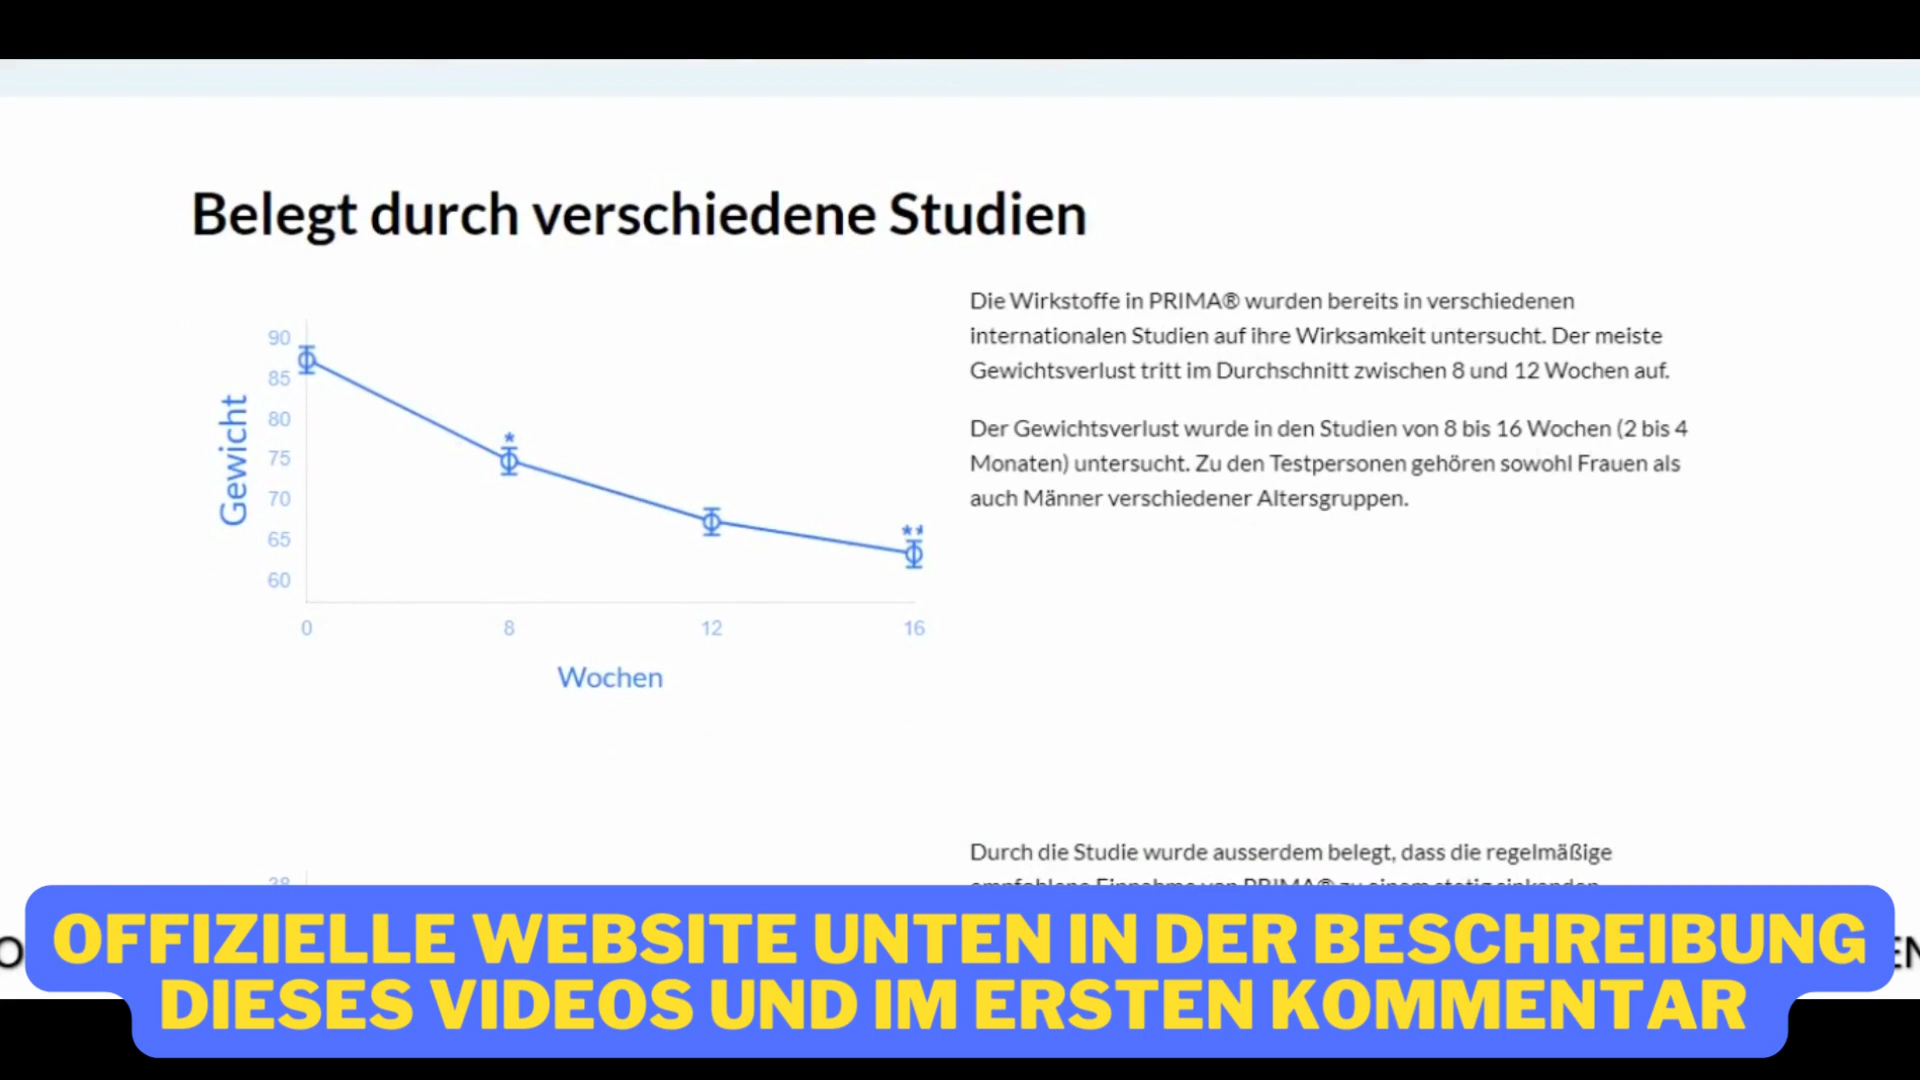 Belegt durch verschiedene Studien
Die Wirkstoffe in PRIMA® wurden bereits in verschiedenen
internationalen Studien auf ihre Wirksamkeit untersucht. Der meiste
Gewichtsverlust tritt im Durchschnitt zwischen 8 und 12 Wochen auf.
Der Gewichtsverlust wurde in den Studien von 8 bis 16 Wochen (2 bis 4
Monaten) untersucht. Zu den Testpersonen gehören sowohl Frauen als
auch Männer verschiedener Altersgruppen.
Gewicht
90
85
80
75
70
65
60
*
**
0 8 12 16
Wochen
Durch die Studie wurde ausserdem belegt, dass die regelmäßige
OFFIZIELLE WEBSITE UNTEN IN DER BESCHREIBUNG
DIESES VIDEOS UND IM ERSTEN KOMMENTAR